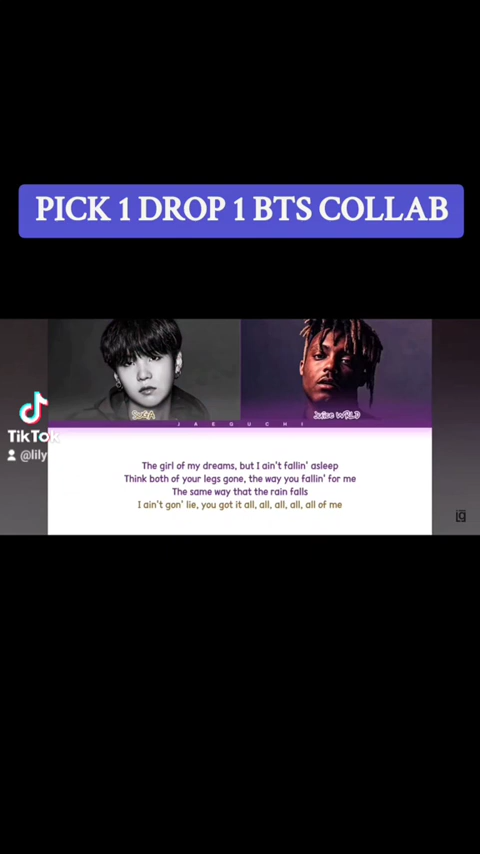 PICK 1 DROP 1 BTS COLLAB
SUGA
Juice WRLD
J A E G U C H I
TikTok
@lily
The girl of my dreams, but I ain't fallin' asleep
Think both of your legs gone, the way you fallin' for me
The same way that the rain falls
I ain't gon' lie, you got it all, all, all, all, all of me